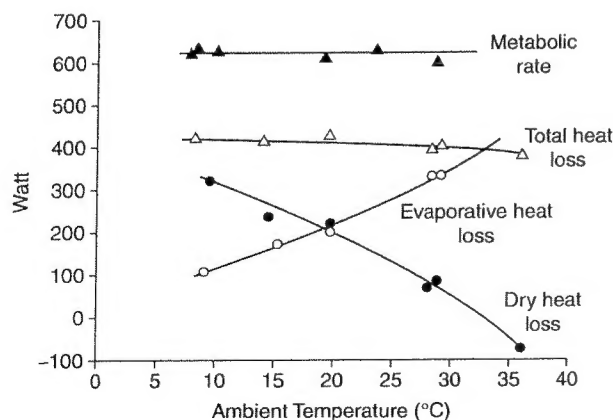 700
600
500
400
300
200
100
0
-100
Watt
Metabolic
rate
Total heat
loss
Evaporative heat
loss
Dry heat
loss
0 5 10 15 20 25 30 35 40
Ambient Temperature (°C)